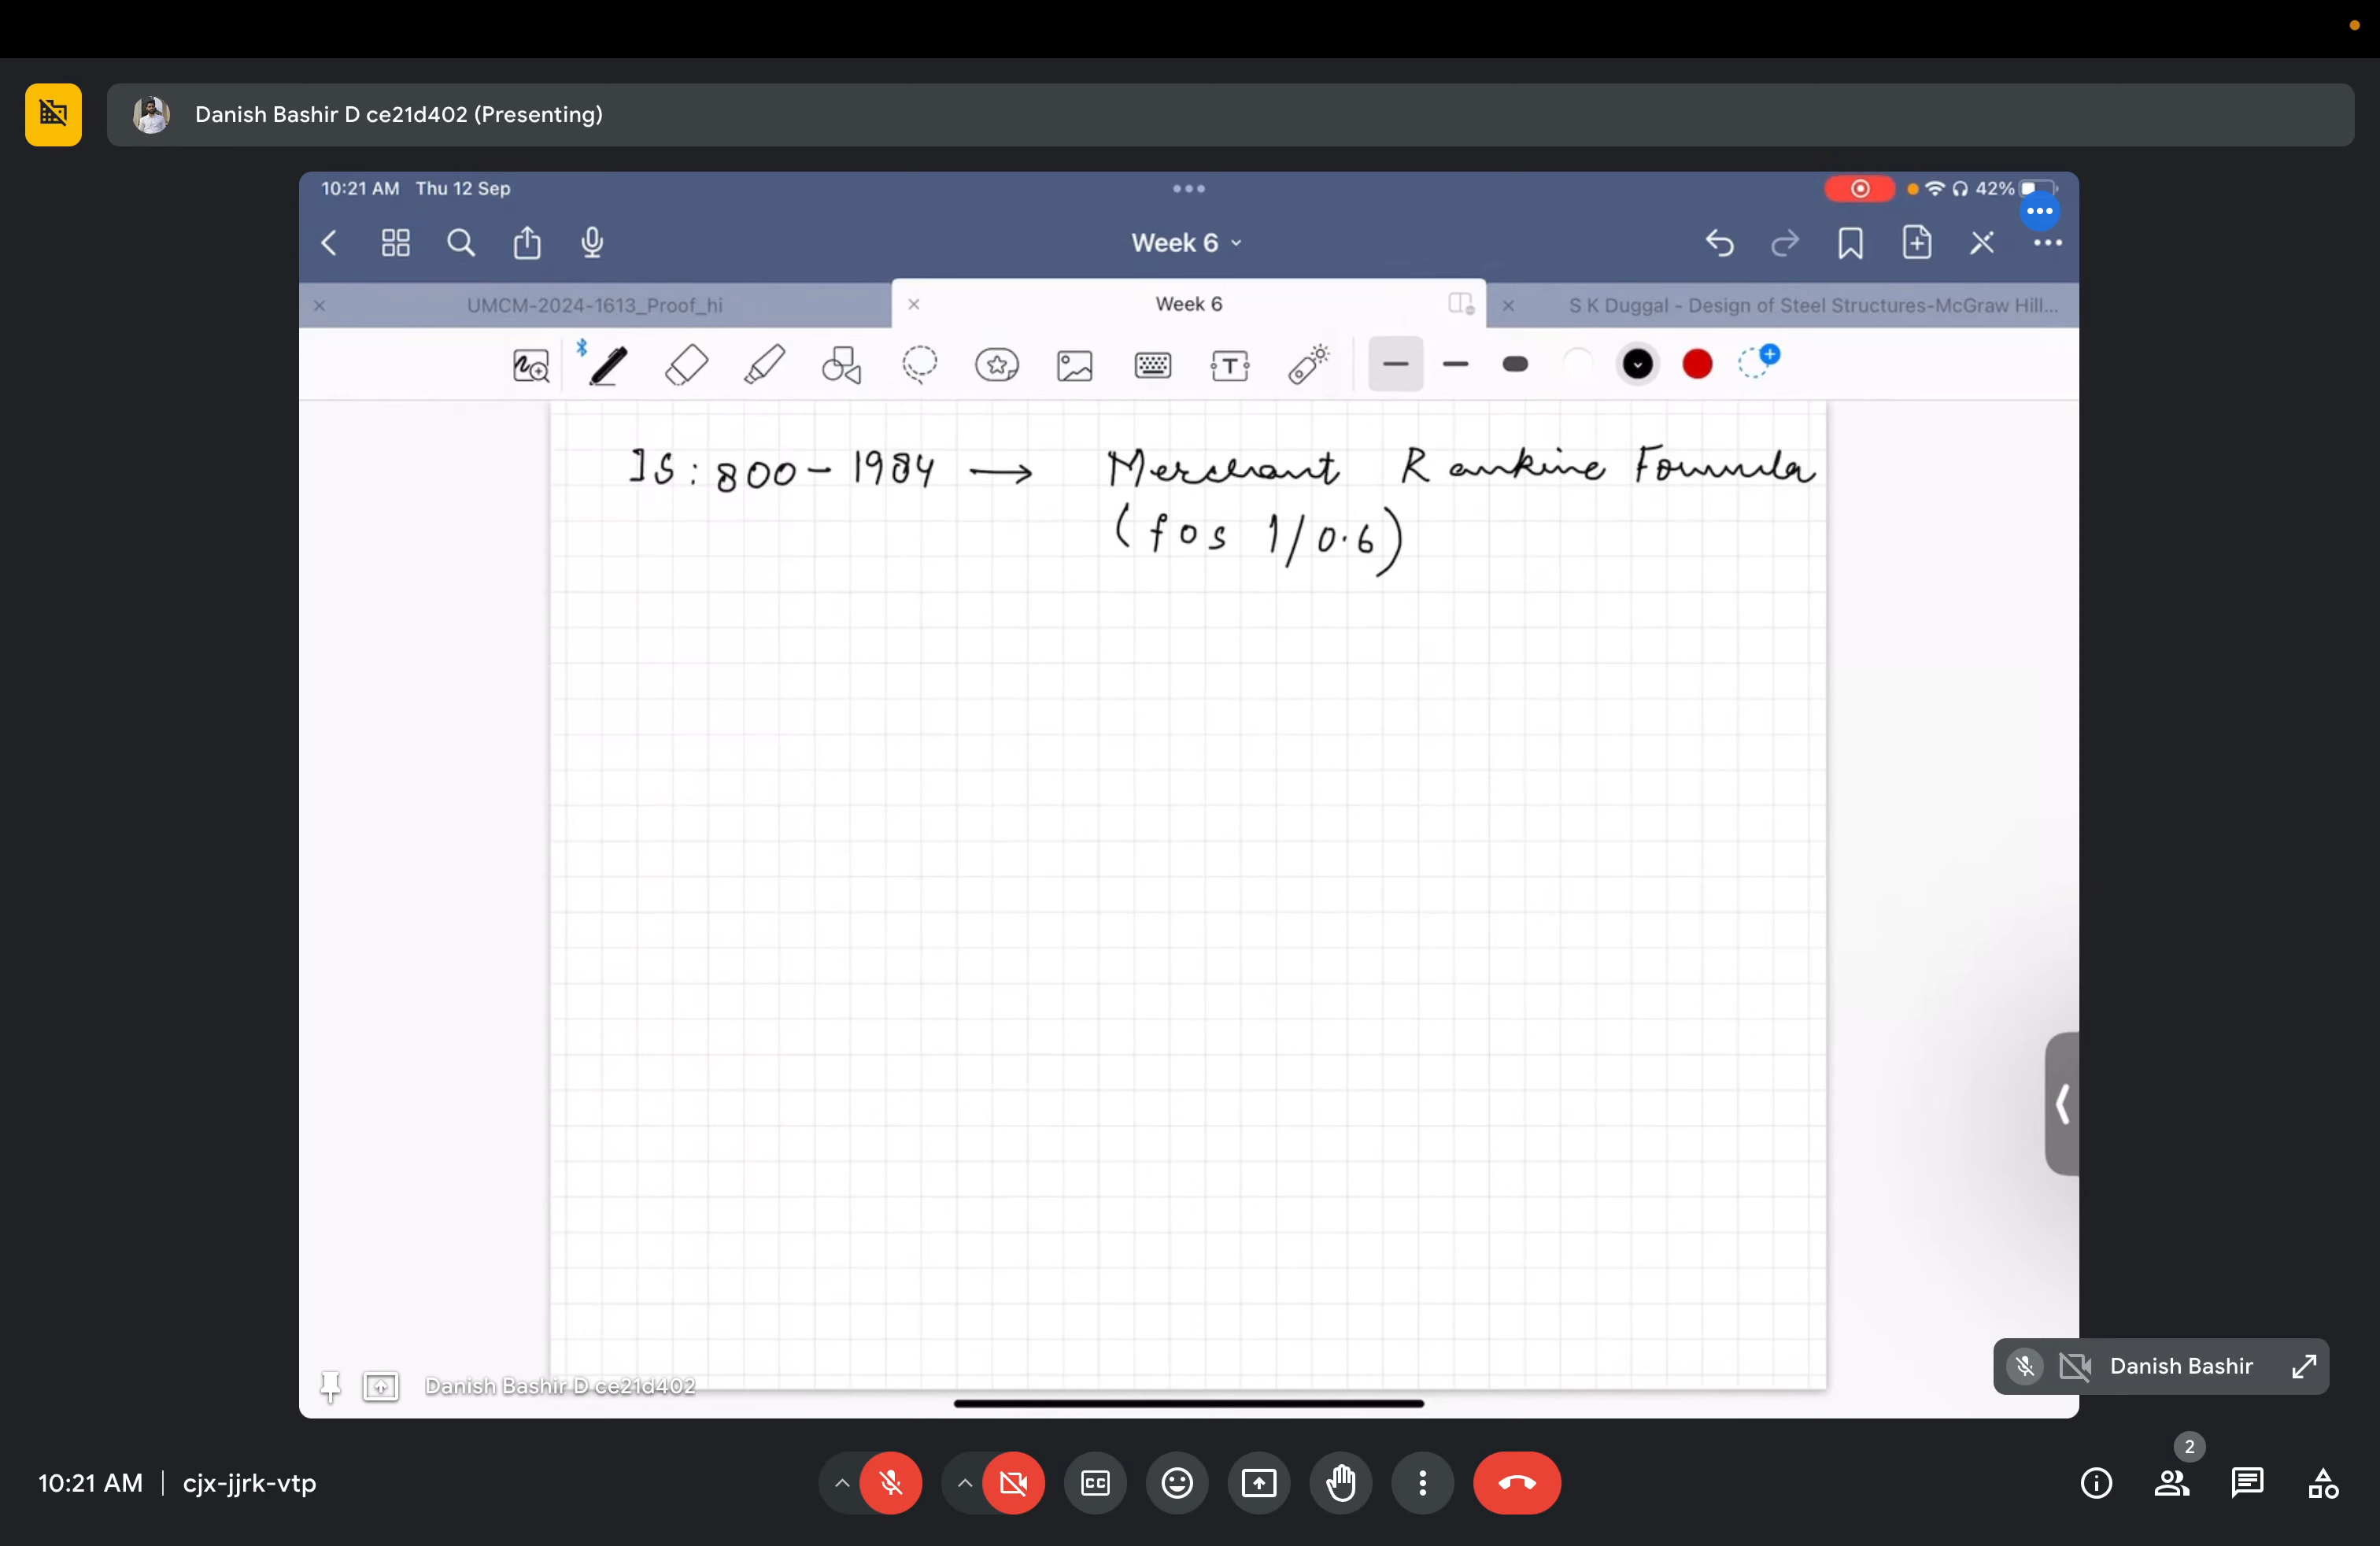 Danish Bashir D ce21d402 (Presenting)
10:21 AM Thu 12 Sep
42%
Week 6
UMCM-2024-1613_Proof_hi
Week 6
S K Duggal - Design of Steel Structures-McGraw Hill...
IS : 800 - 1984 → Merchant Rankine Formula
(fos 1/0.6)
Danish Bashir D ce21d402
Danish Bashir
2
10:21 AM | cjx-jjrk-vtp
CC